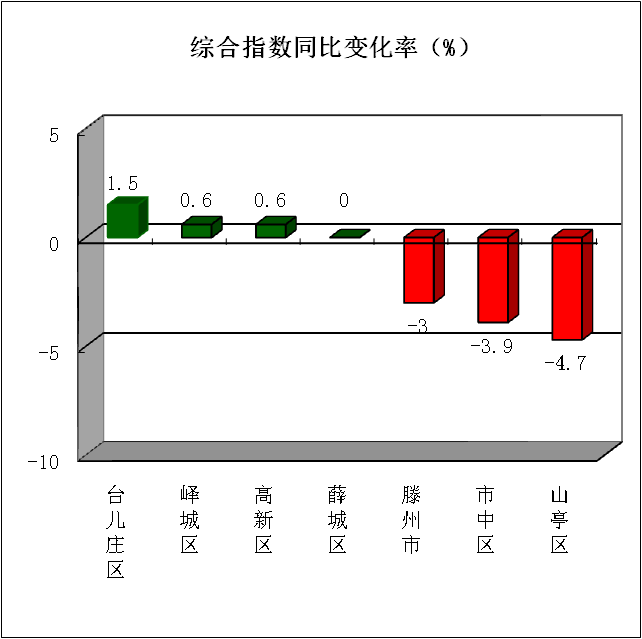 综合指数同比变化率（%）
5
0
-5
-10
1.5
0.6
0.6
0
-3
-3.9
-4.7
台儿庄区
峄城区
高新区
薛城区
滕州市
市中区
山亭区